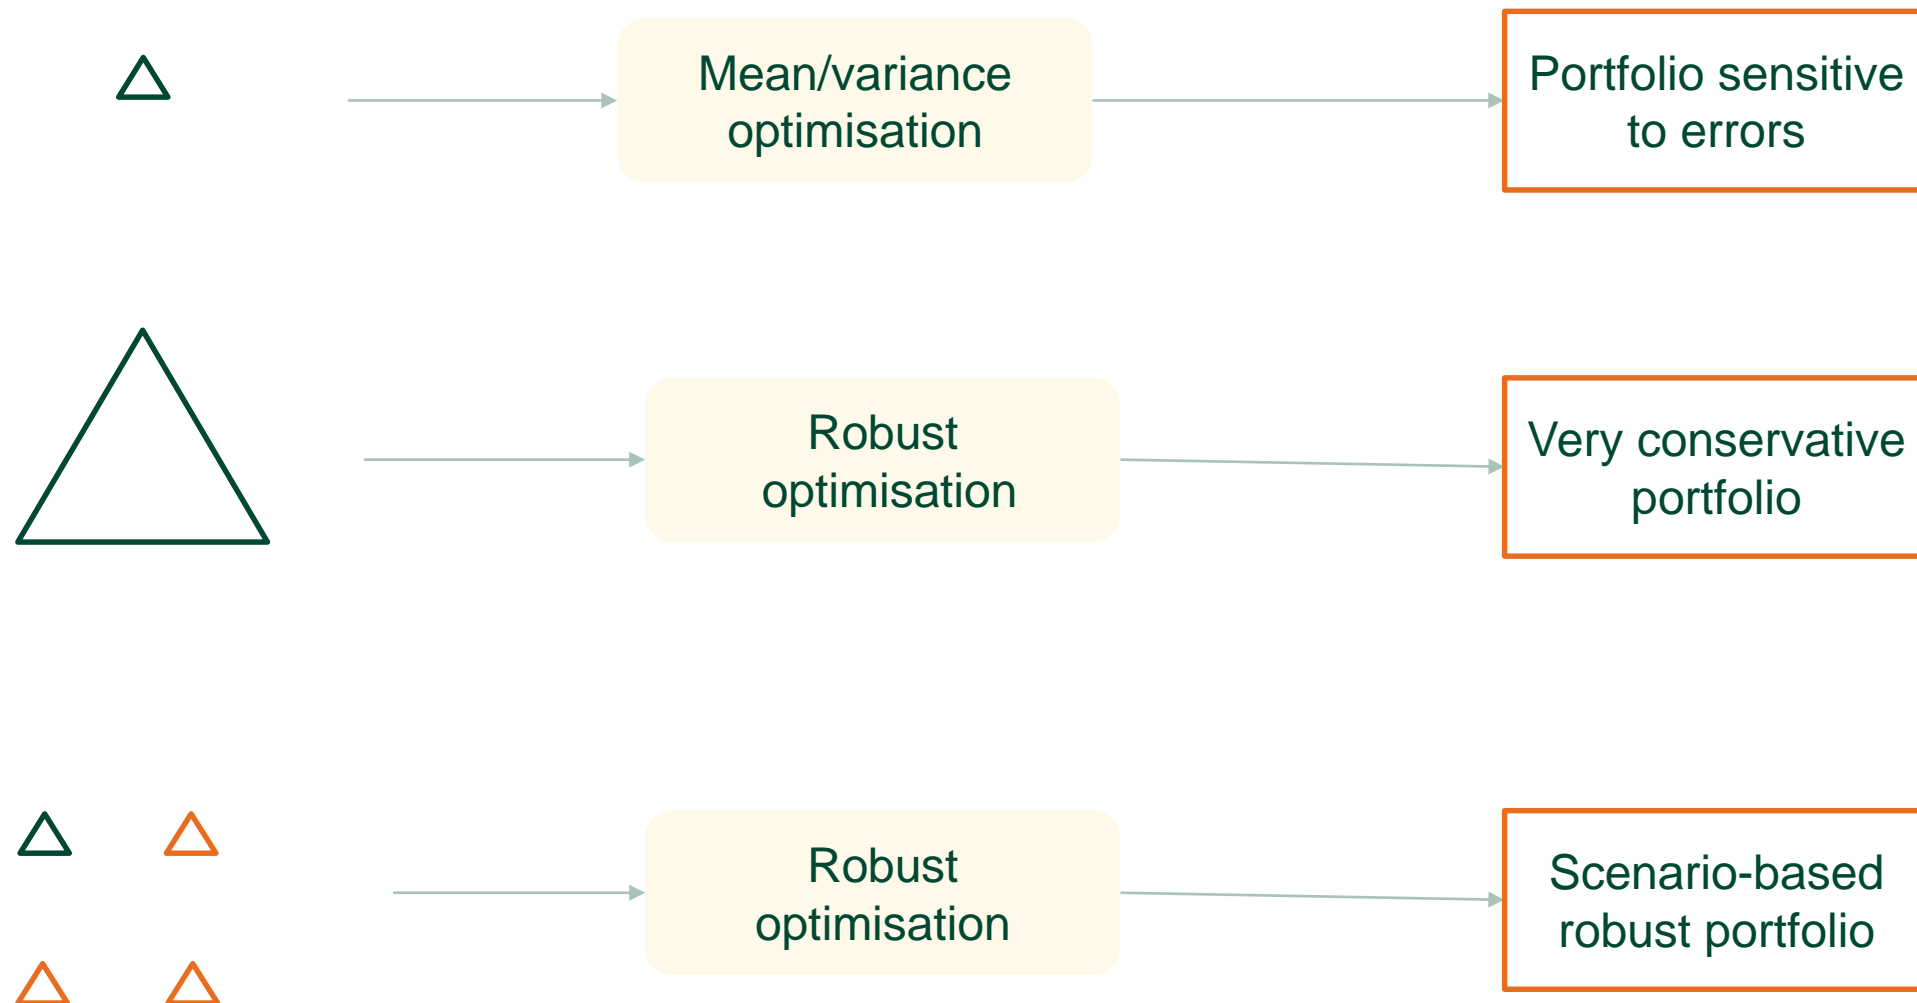 Mean/variance
optimisation
Portfolio sensitive
to errors
Robust
optimisation
Very conservative
portfolio
Robust
optimisation
Scenario-based
robust portfolio